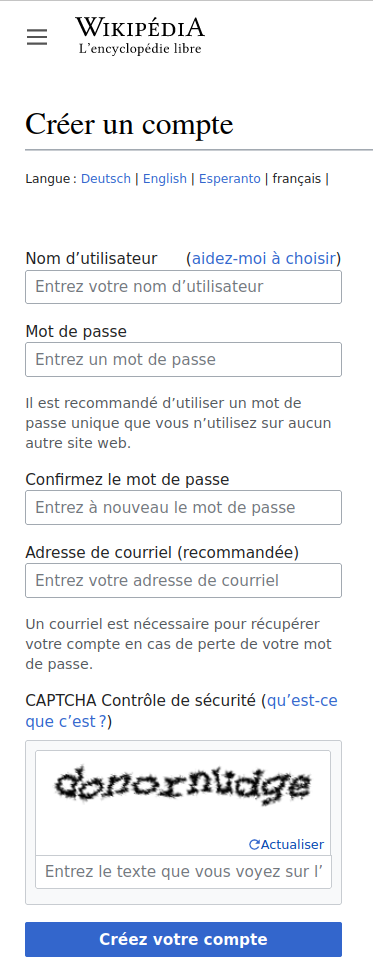 WIKIPÉDIA
L'encyclopédie libre
Créer un compte
Langue : Deutsch | English | Esperanto | français |
Nom d’utilisateur (aidez-moi à choisir)
Entrez votre nom d’utilisateur
Mot de passe
Entrez un mot de passe
Il est recommandé d’utiliser un mot de
passe unique que vous n’utilisez sur aucun
autre site web.
Confirmez le mot de passe
Entrez à nouveau le mot de passe
Adresse de courriel (recommandée)
Entrez votre adresse de courriel
Un courriel est nécessaire pour récupérer
votre compte en cas de perte de votre mot
de passe.
CAPTCHA Contrôle de sécurité (qu’est-ce
que c’est ?)
donornudge
Actualiser
Entrez le texte que vous voyez sur l’
Créez votre compte